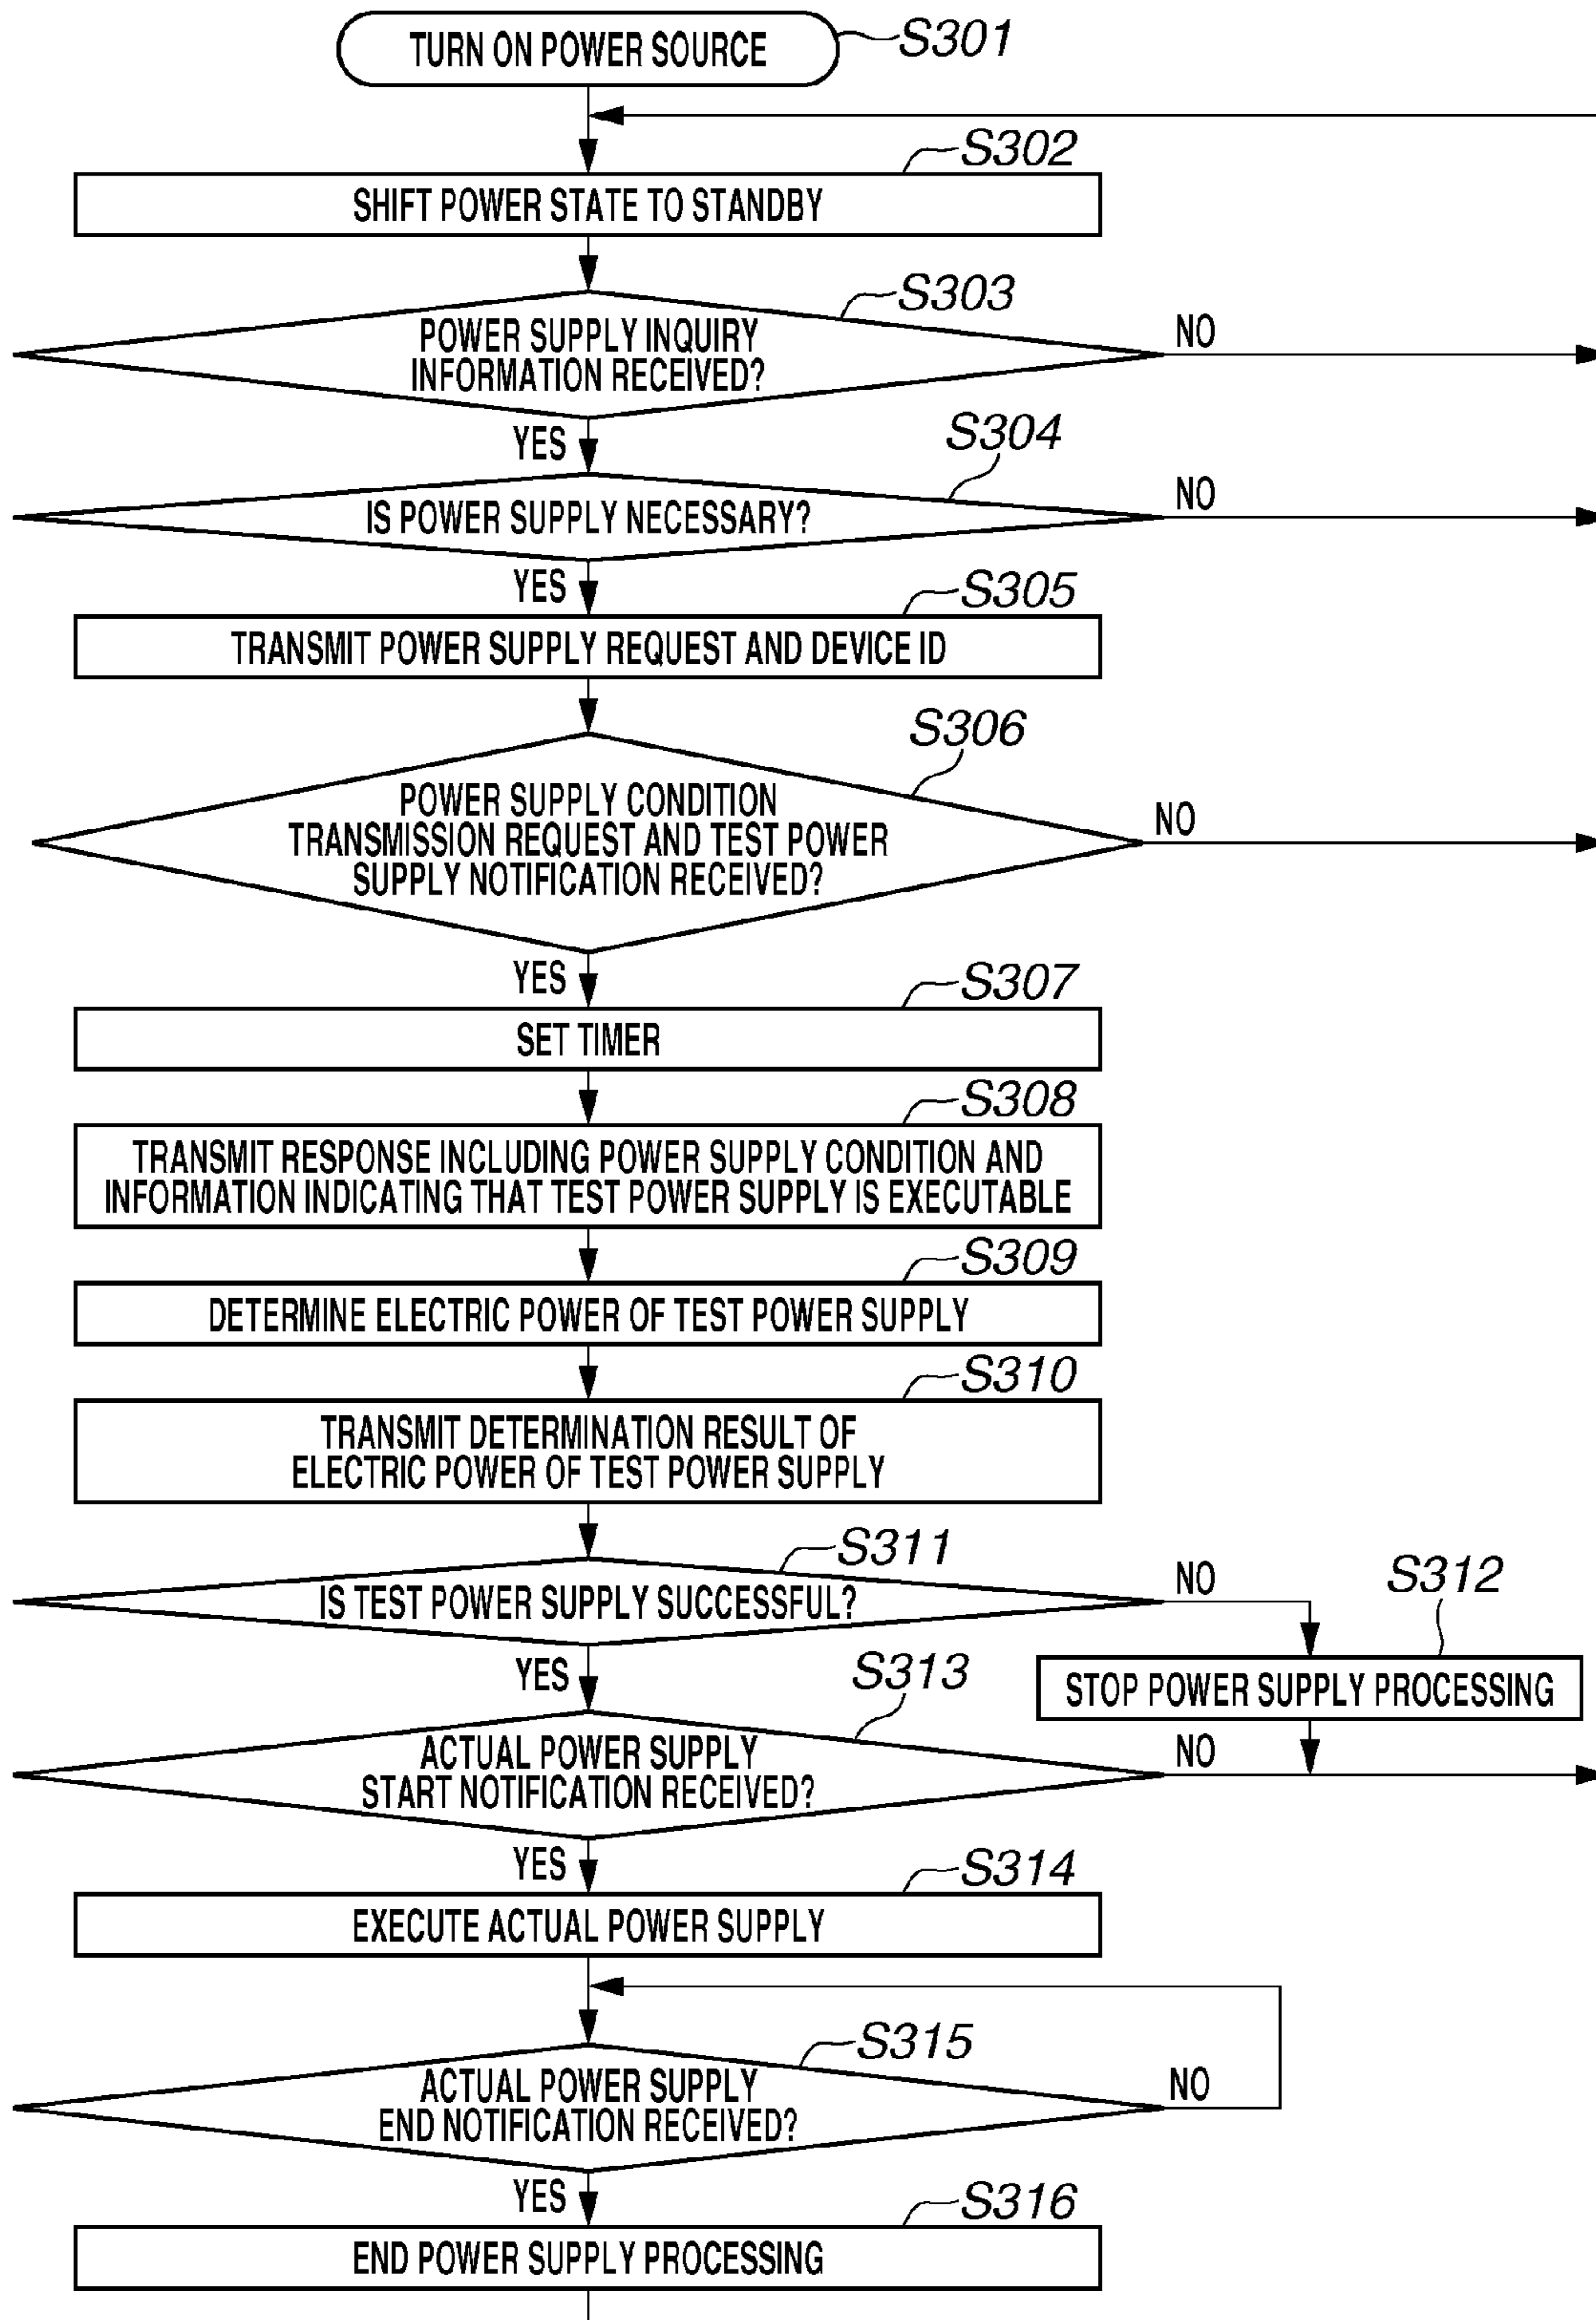 TURN ON POWER SOURCE
S301
S302
SHIFT POWER STATE TO STANDBY
S303
POWER SUPPLY INQUIRY
INFORMATION RECEIVED?
NO
YES
S304
IS POWER SUPPLY NECESSARY?
NO
YES
S305
TRANSMIT POWER SUPPLY REQUEST AND DEVICE ID
S306
POWER SUPPLY CONDITION
TRANSMISSION REQUEST AND TEST POWER
SUPPLY NOTIFICATION RECEIVED?
NO
YES
S307
SET TIMER
S308
TRANSMIT RESPONSE INCLUDING POWER SUPPLY CONDITION AND
INFORMATION INDICATING THAT TEST POWER SUPPLY IS EXECUTABLE
S309
DETERMINE ELECTRIC POWER OF TEST POWER SUPPLY
S310
TRANSMIT DETERMINATION RESULT OF
ELECTRIC POWER OF TEST POWER SUPPLY
S311
IS TEST POWER SUPPLY SUCCESSFUL?
NO
S312
STOP POWER SUPPLY PROCESSING
YES
S313
ACTUAL POWER SUPPLY
START NOTIFICATION RECEIVED?
NO
YES
S314
EXECUTE ACTUAL POWER SUPPLY
S315
ACTUAL POWER SUPPLY
END NOTIFICATION RECEIVED?
NO
YES
S316
END POWER SUPPLY PROCESSING